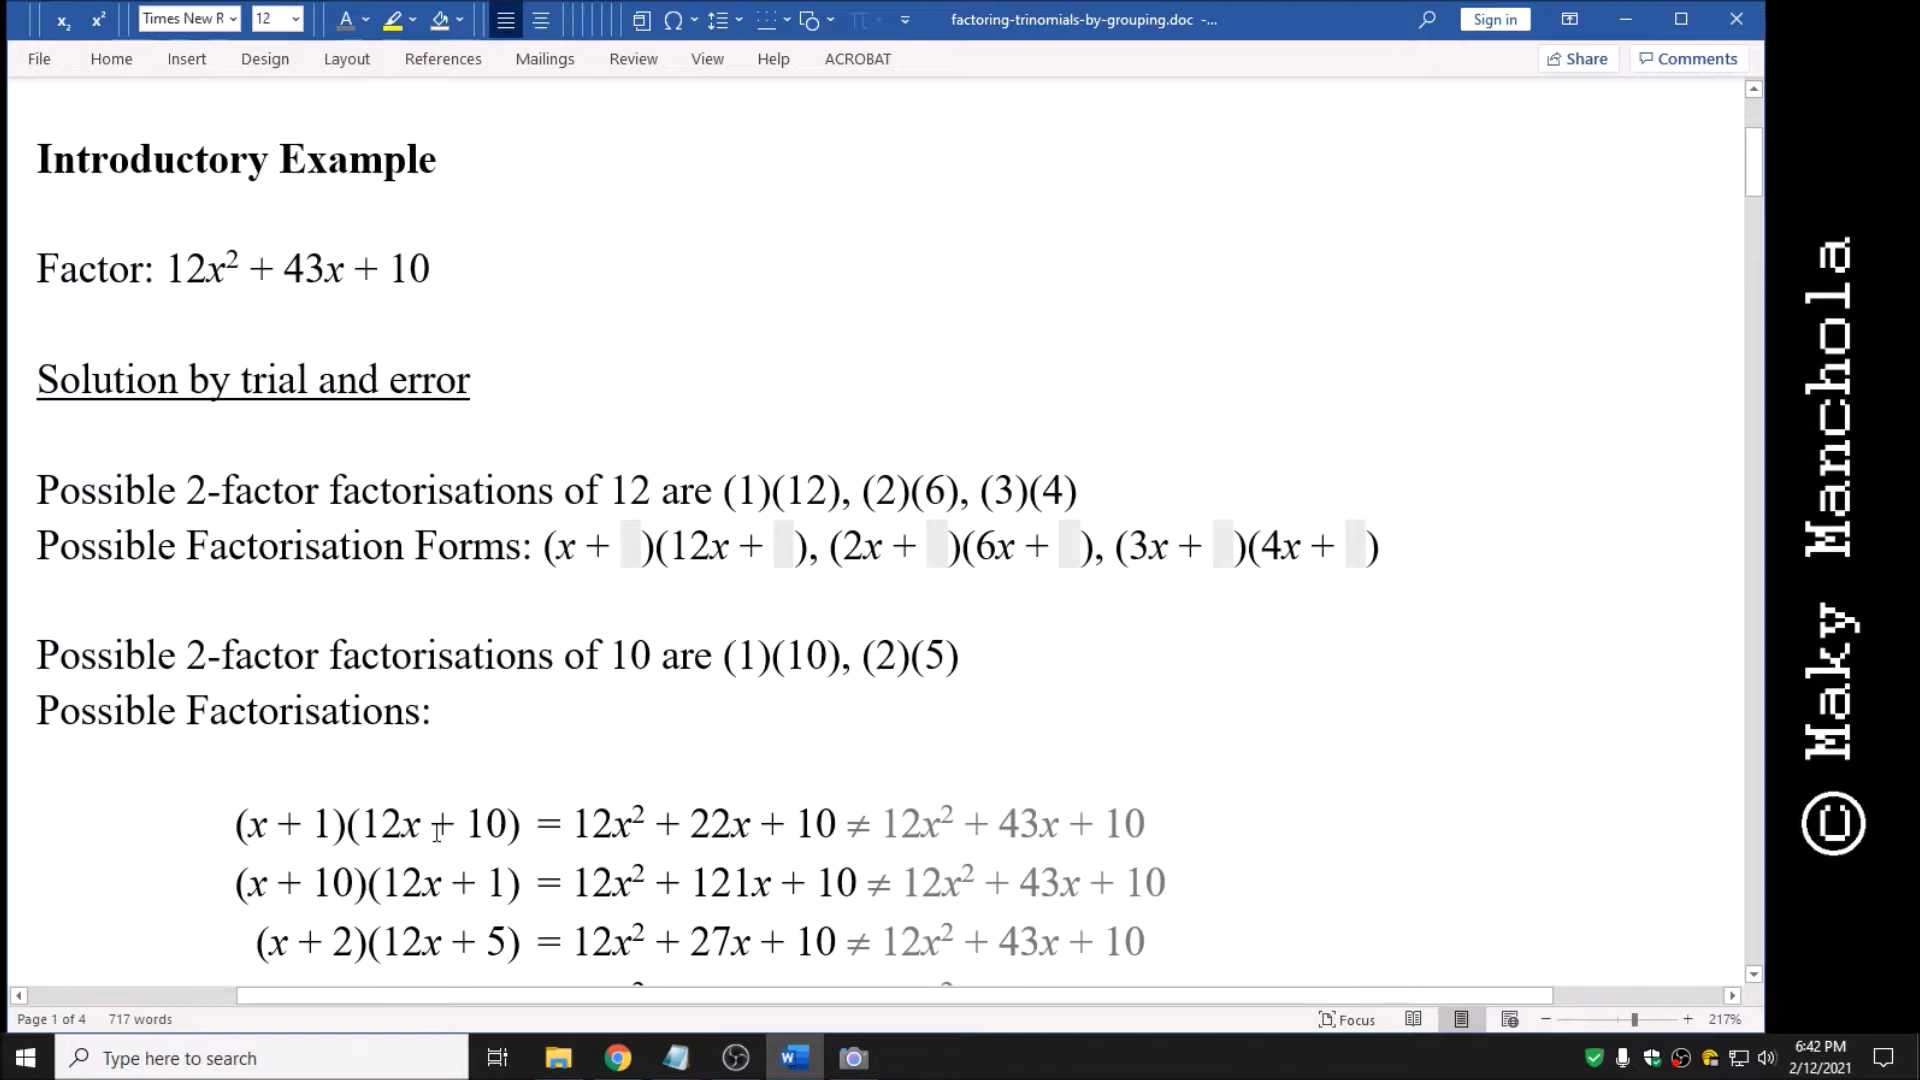 Times New R
12
factoring-trinomials-by-grouping.doc -...
Sign in
File Home Insert Design Layout References Mailings Review View Help ACROBAT
Share
Comments
Introductory Example
Factor: 12x² + 43x + 10
Solution by trial and error
Possible 2-factor factorisations of 12 are (1)(12), (2)(6), (3)(4)
Possible Factorisation Forms: (x + )(12x + ), (2x + )(6x + ), (3x + )(4x + )
Possible 2-factor factorisations of 10 are (1)(10), (2)(5)
Possible Factorisations:
(x + 1)(12x + 10) = 12x² + 22x + 10 ≠ 12x² + 43x + 10
(x + 10)(12x + 1) = 12x² + 121x + 10 ≠ 12x² + 43x + 10
(x + 2)(12x + 5) = 12x² + 27x + 10 ≠ 12x² + 43x + 10
Page 1 of 4 717 words
Focus
217%
Type here to search
6:42 PM
2/12/2021
© Maky Manchola